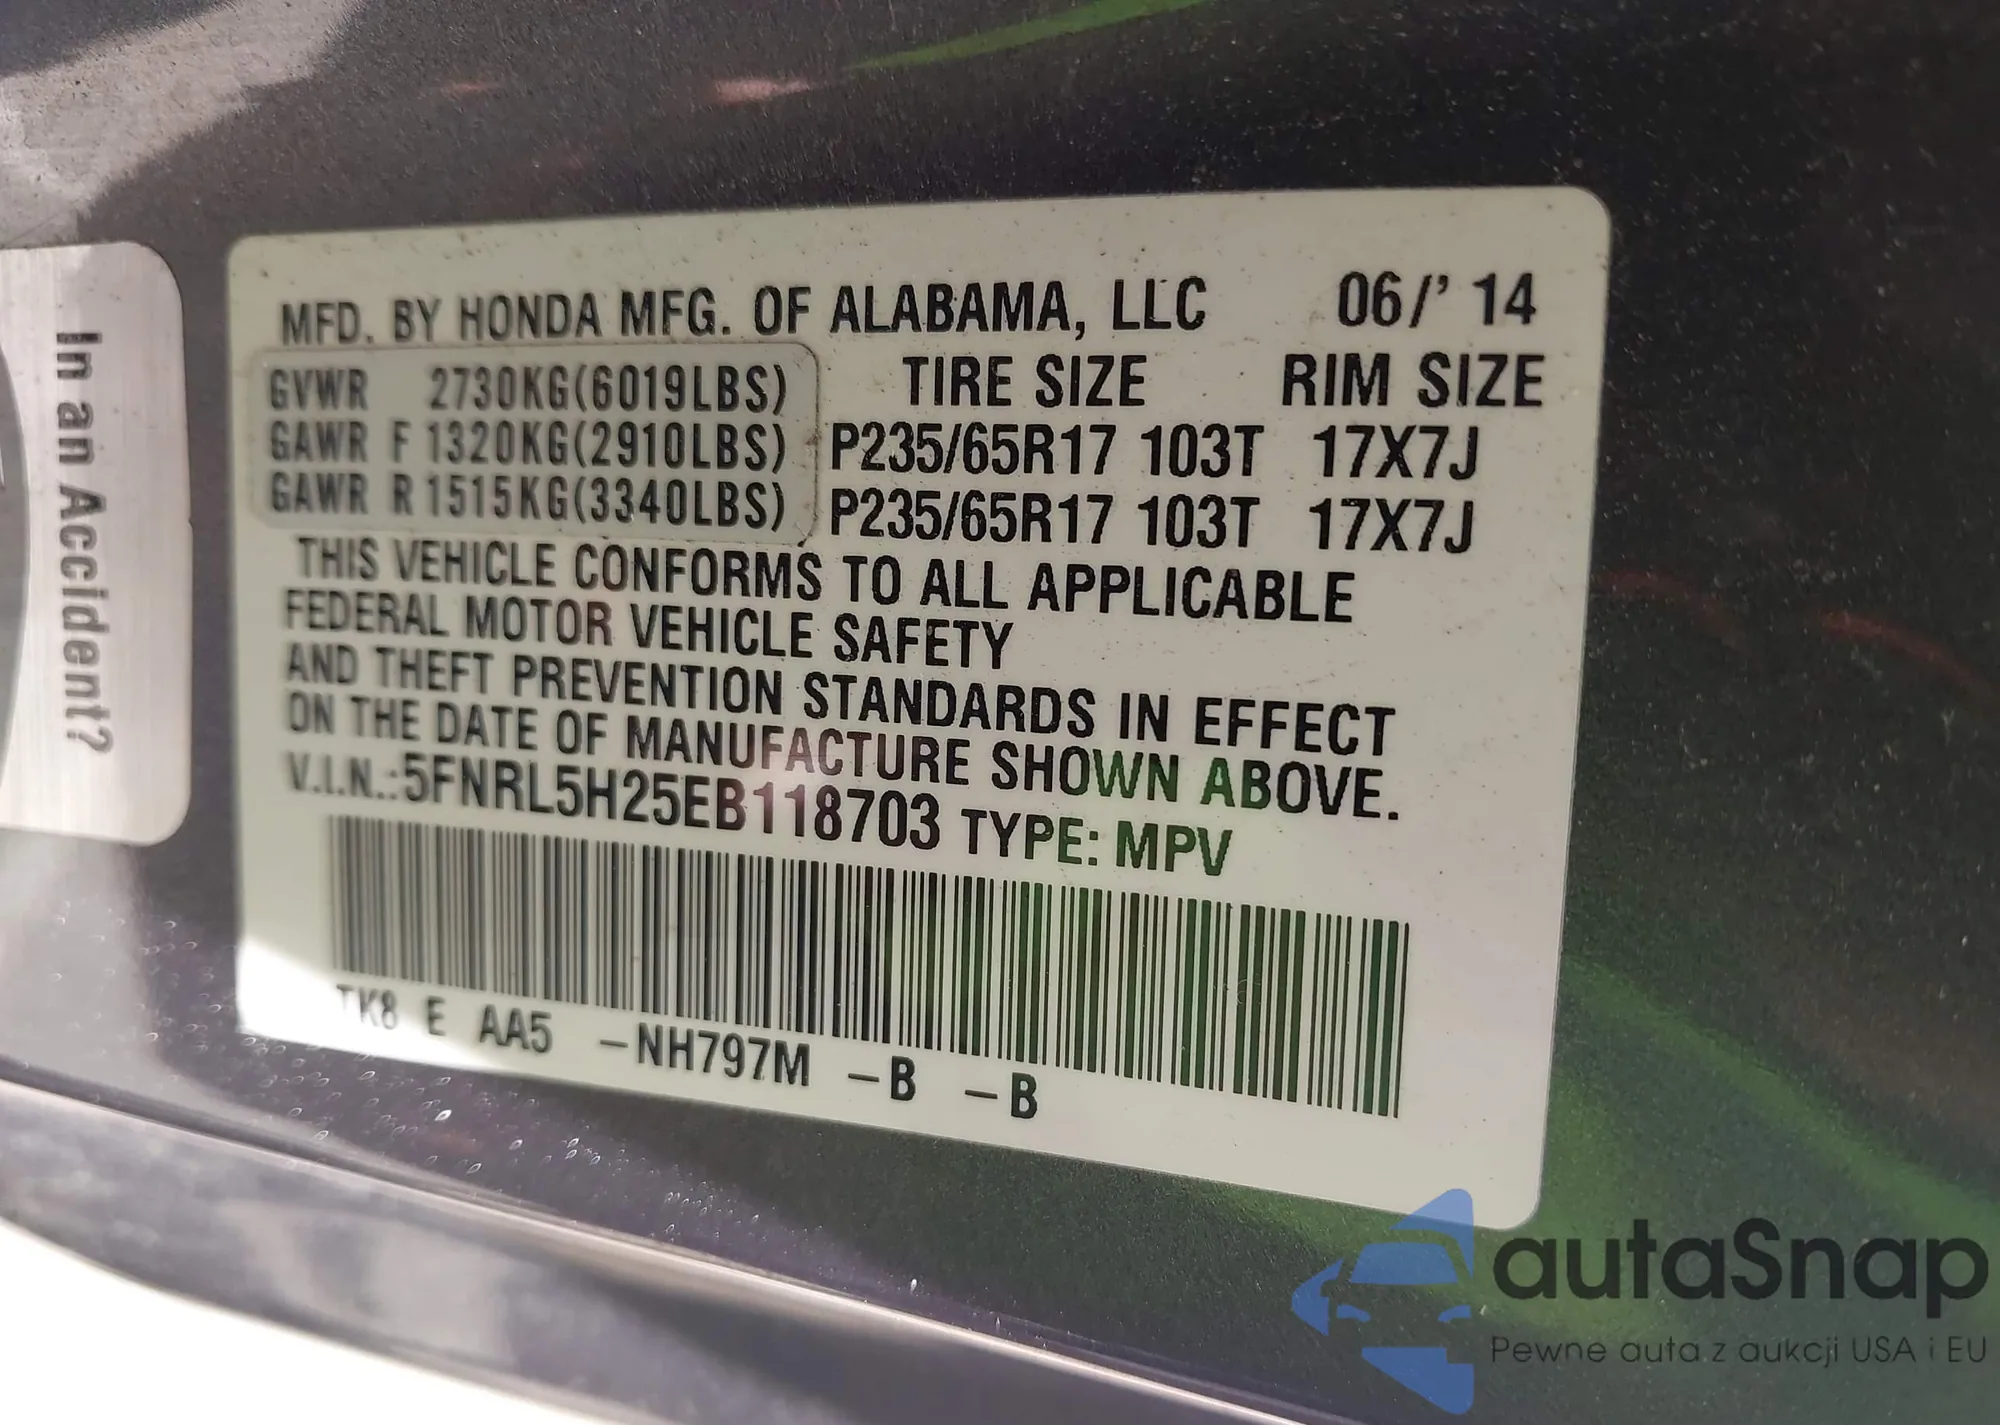 In an Accident?
MFD. BY HONDA MFG. OF ALABAMA, LLC 06/'14
GVWR 2730KG(6019LBS) TIRE SIZE RIM SIZE
GAWR F 1320KG(2910LBS) P235/65R17 103T 17X7J
GAWR R 1515KG(3340LBS) P235/65R17 103T 17X7J
THIS VEHICLE CONFORMS TO ALL APPLICABLE
FEDERAL MOTOR VEHICLE SAFETY
AND THEFT PREVENTION STANDARDS IN EFFECT
ON THE DATE OF MANUFACTURE SHOWN ABOVE.
V.I.N.:5FNRL5H25EB118703 TYPE: MPV
TK8 E AA5 -NH797M -B -B
autaSnap
Pewne auta z aukcji USA i EU